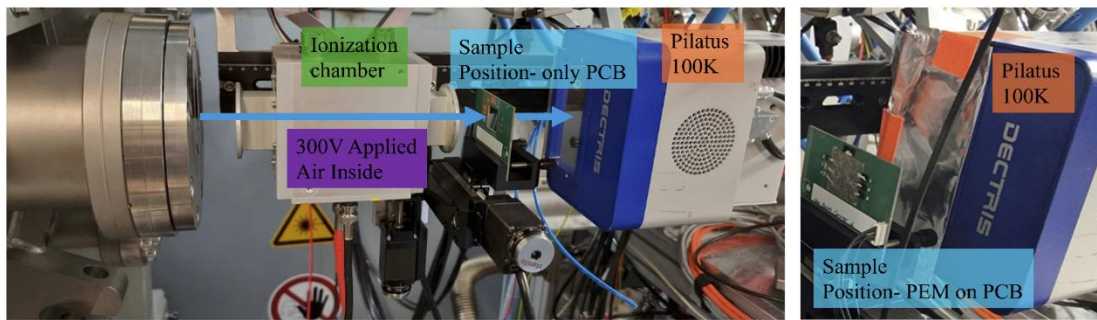 Ionization
chamber
Sample
Position- only PCB
Pilatus
100K
300V Applied
Air Inside
DECTRIS
Pilatus
100K
DECTRIS
Sample
Position- PEM on PCB